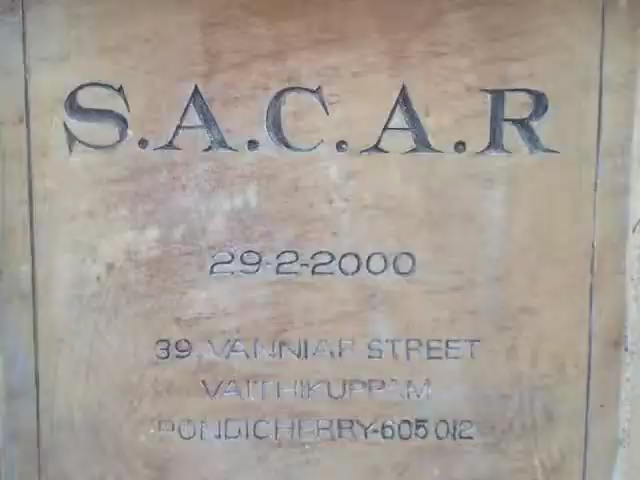 S.A.C.A.R
29-2-2000
39, VANNIAR STREET
VAITHIKUPPAM
PONDICHERRY-605 012